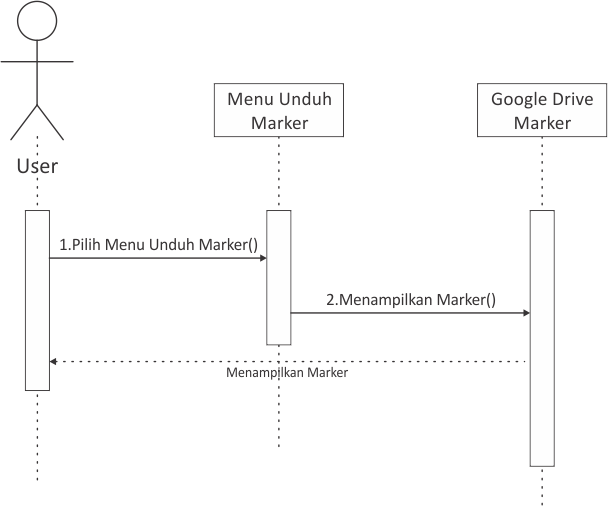 Menu Unduh
Marker
Google Drive
Marker
User
1.Pilih Menu Unduh Marker()
2.Menampilkan Marker()
Menampilkan Marker